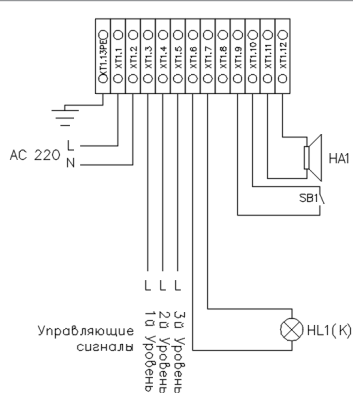 XT1.13PE
XT1.1
XT1.2
XT1.3
XT1.4
XT1.5
XT1.6
XT1.7
XT1.8
XT1.9
XT1.10
XT1.11
XT1.12
AC 220
L
N
HA1
SB1
L L L
Управляющие
сигналы
1й Уровень
2й Уровень
3й Уровень
HL1(К)